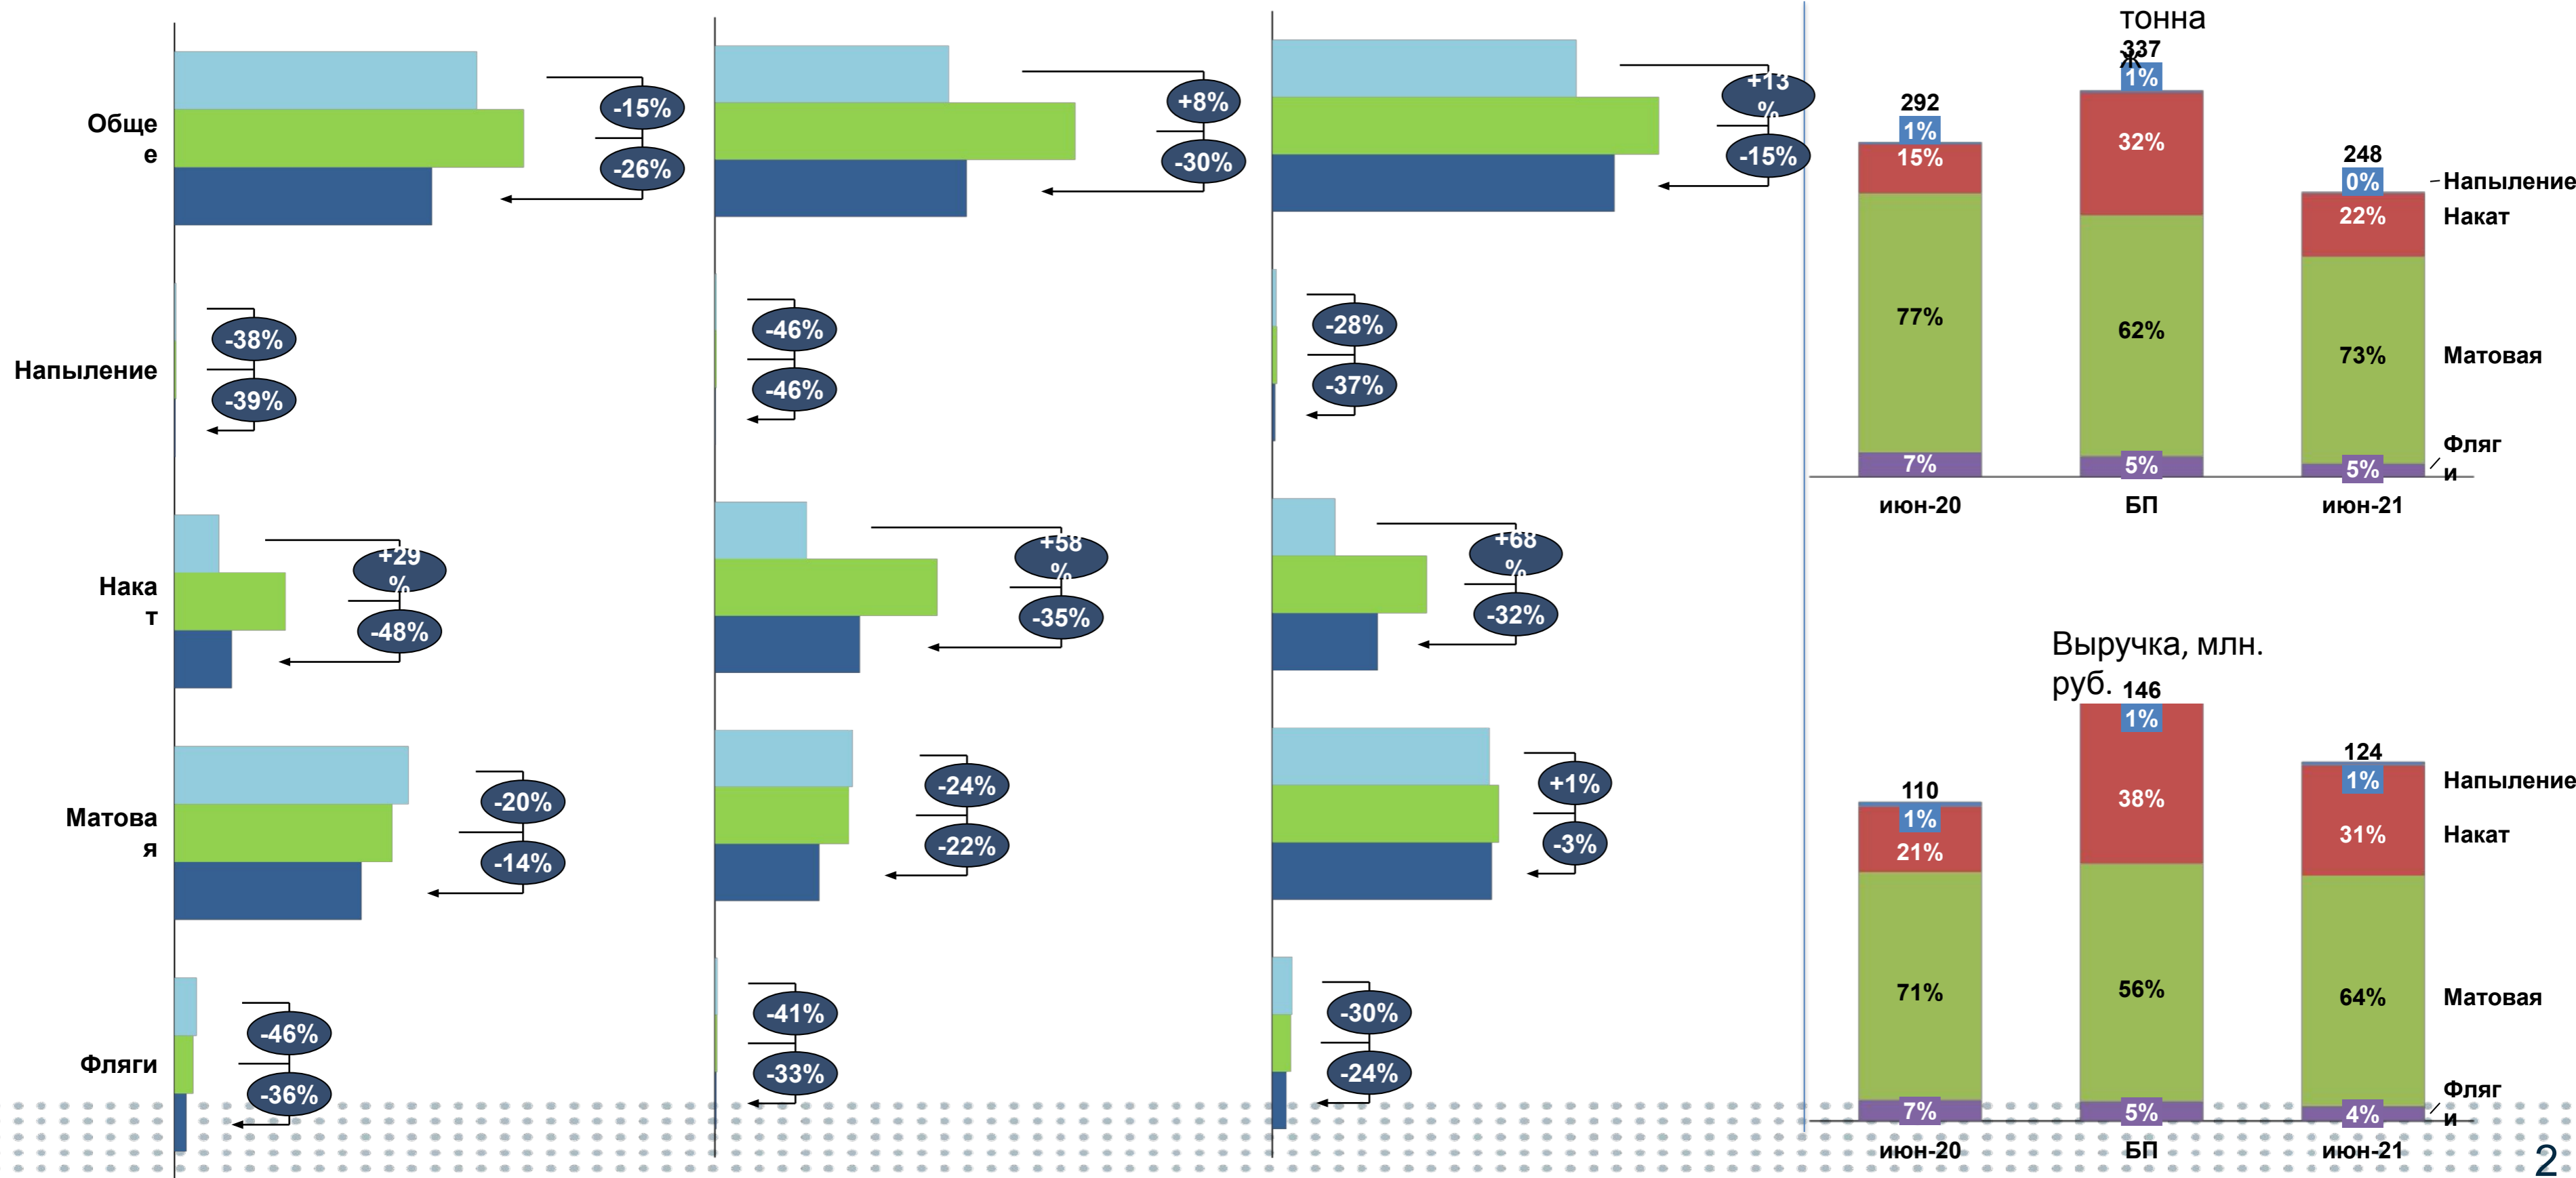 Обще
е
-15%
-26%
+8%
-30%
+13
%
-15%
Напыление
-38%
-39%
-46%
-46%
-28%
-37%
Нака
т
+29
%
-48%
+58
%
-35%
+68
%
-32%
Матова
я
-20%
-14%
-24%
-22%
+1%
-3%
Фляги
-46%
-36%
-41%
-33%
-30%
-24%
тонна
ж
292
337
248
1%
1%
0%
Напыление
15%
32%
22%
Накат
77%
62%
73%
Матовая
7%
5%
5%
Фляг
и
июн-20
БП
июн-21
Выручка, млн.
руб.
110
146
124
1%
1%
1%
Напыление
21%
38%
31%
Накат
71%
56%
64%
Матовая
7%
5%
4%
Фляг
и
июн-20
БП
июн-21
2